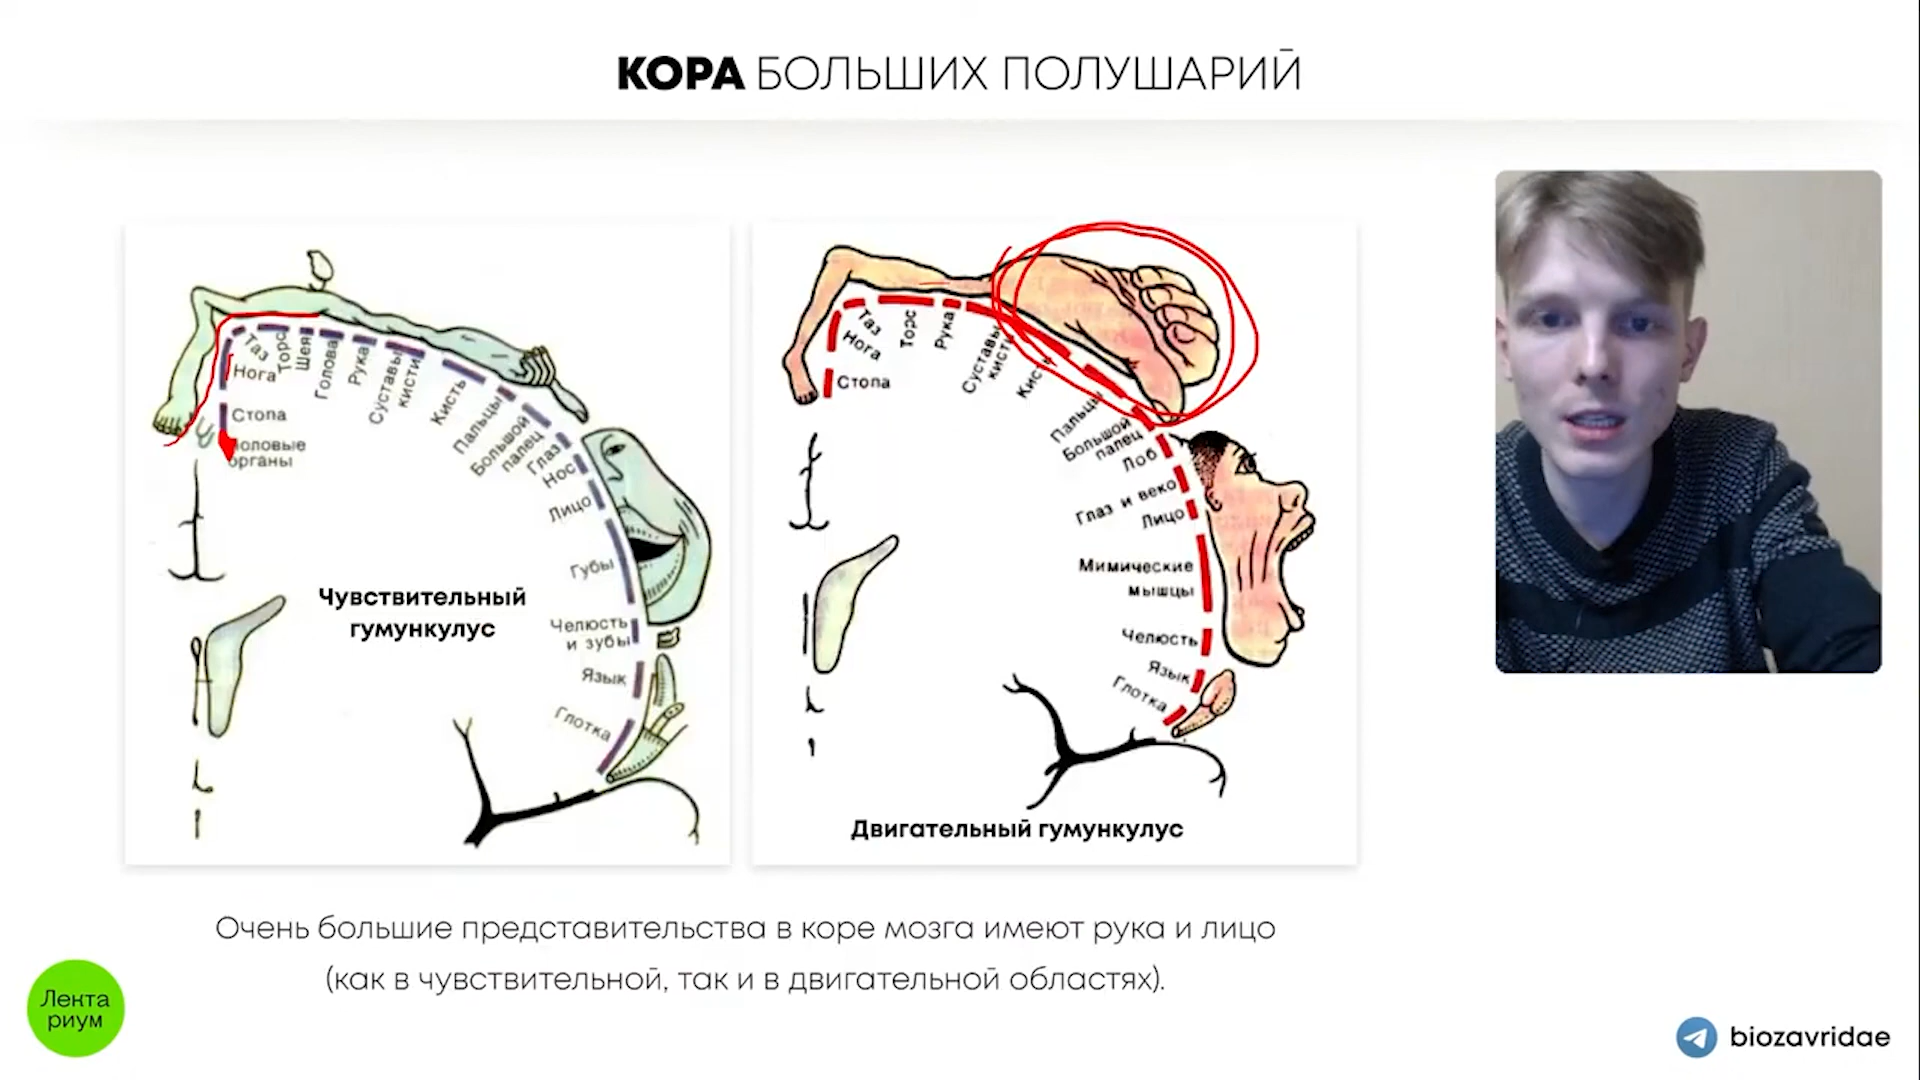 КОРА БОЛЬШИХ ПОЛУШАРИЙ
Таз
Торс
Шея
Голова
Рука
Суставы
кисти
Кисть
Пальцы
Большой
палец
Глаз
Нос
Лицо
Губы
Челюсть
и зубы
Язык
Глотка
Нога
Стопа
Половые
органы
Чувствительный
гумункулус
Таз
Нога
Торс
Рука
Стопа
Суставы
кисти
Кисть
Пальцы
Большой
палец
Лоб
Глаз и веко
Лицо
Мимические
мышцы
Челюсть
Язык
Глотка
Двигательный гумункулус
Очень большие представительства в коре мозга имеют рука и лицо
(как в чувствительной, так и в двигательной областях).
Лента
риум
biozavridae